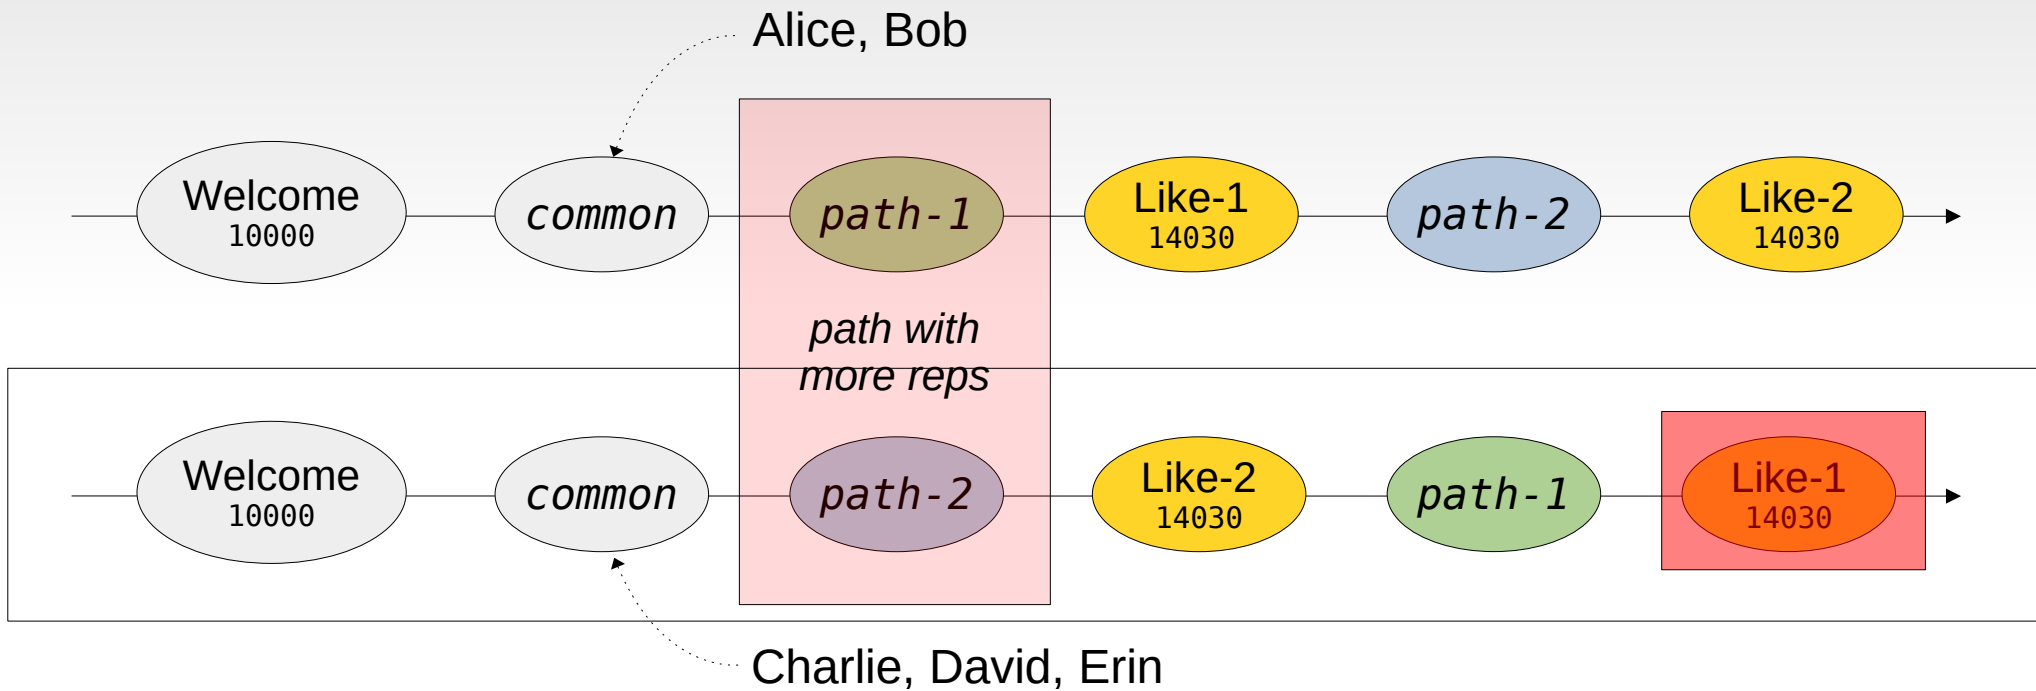 Alice, Bob
Welcome
10000
common
path-1
Like-1
14030
path-2
Like-2
14030
path with
more reps
Welcome
10000
common
path-2
Like-2
14030
path-1
Like-1
14030
Charlie, David, Erin